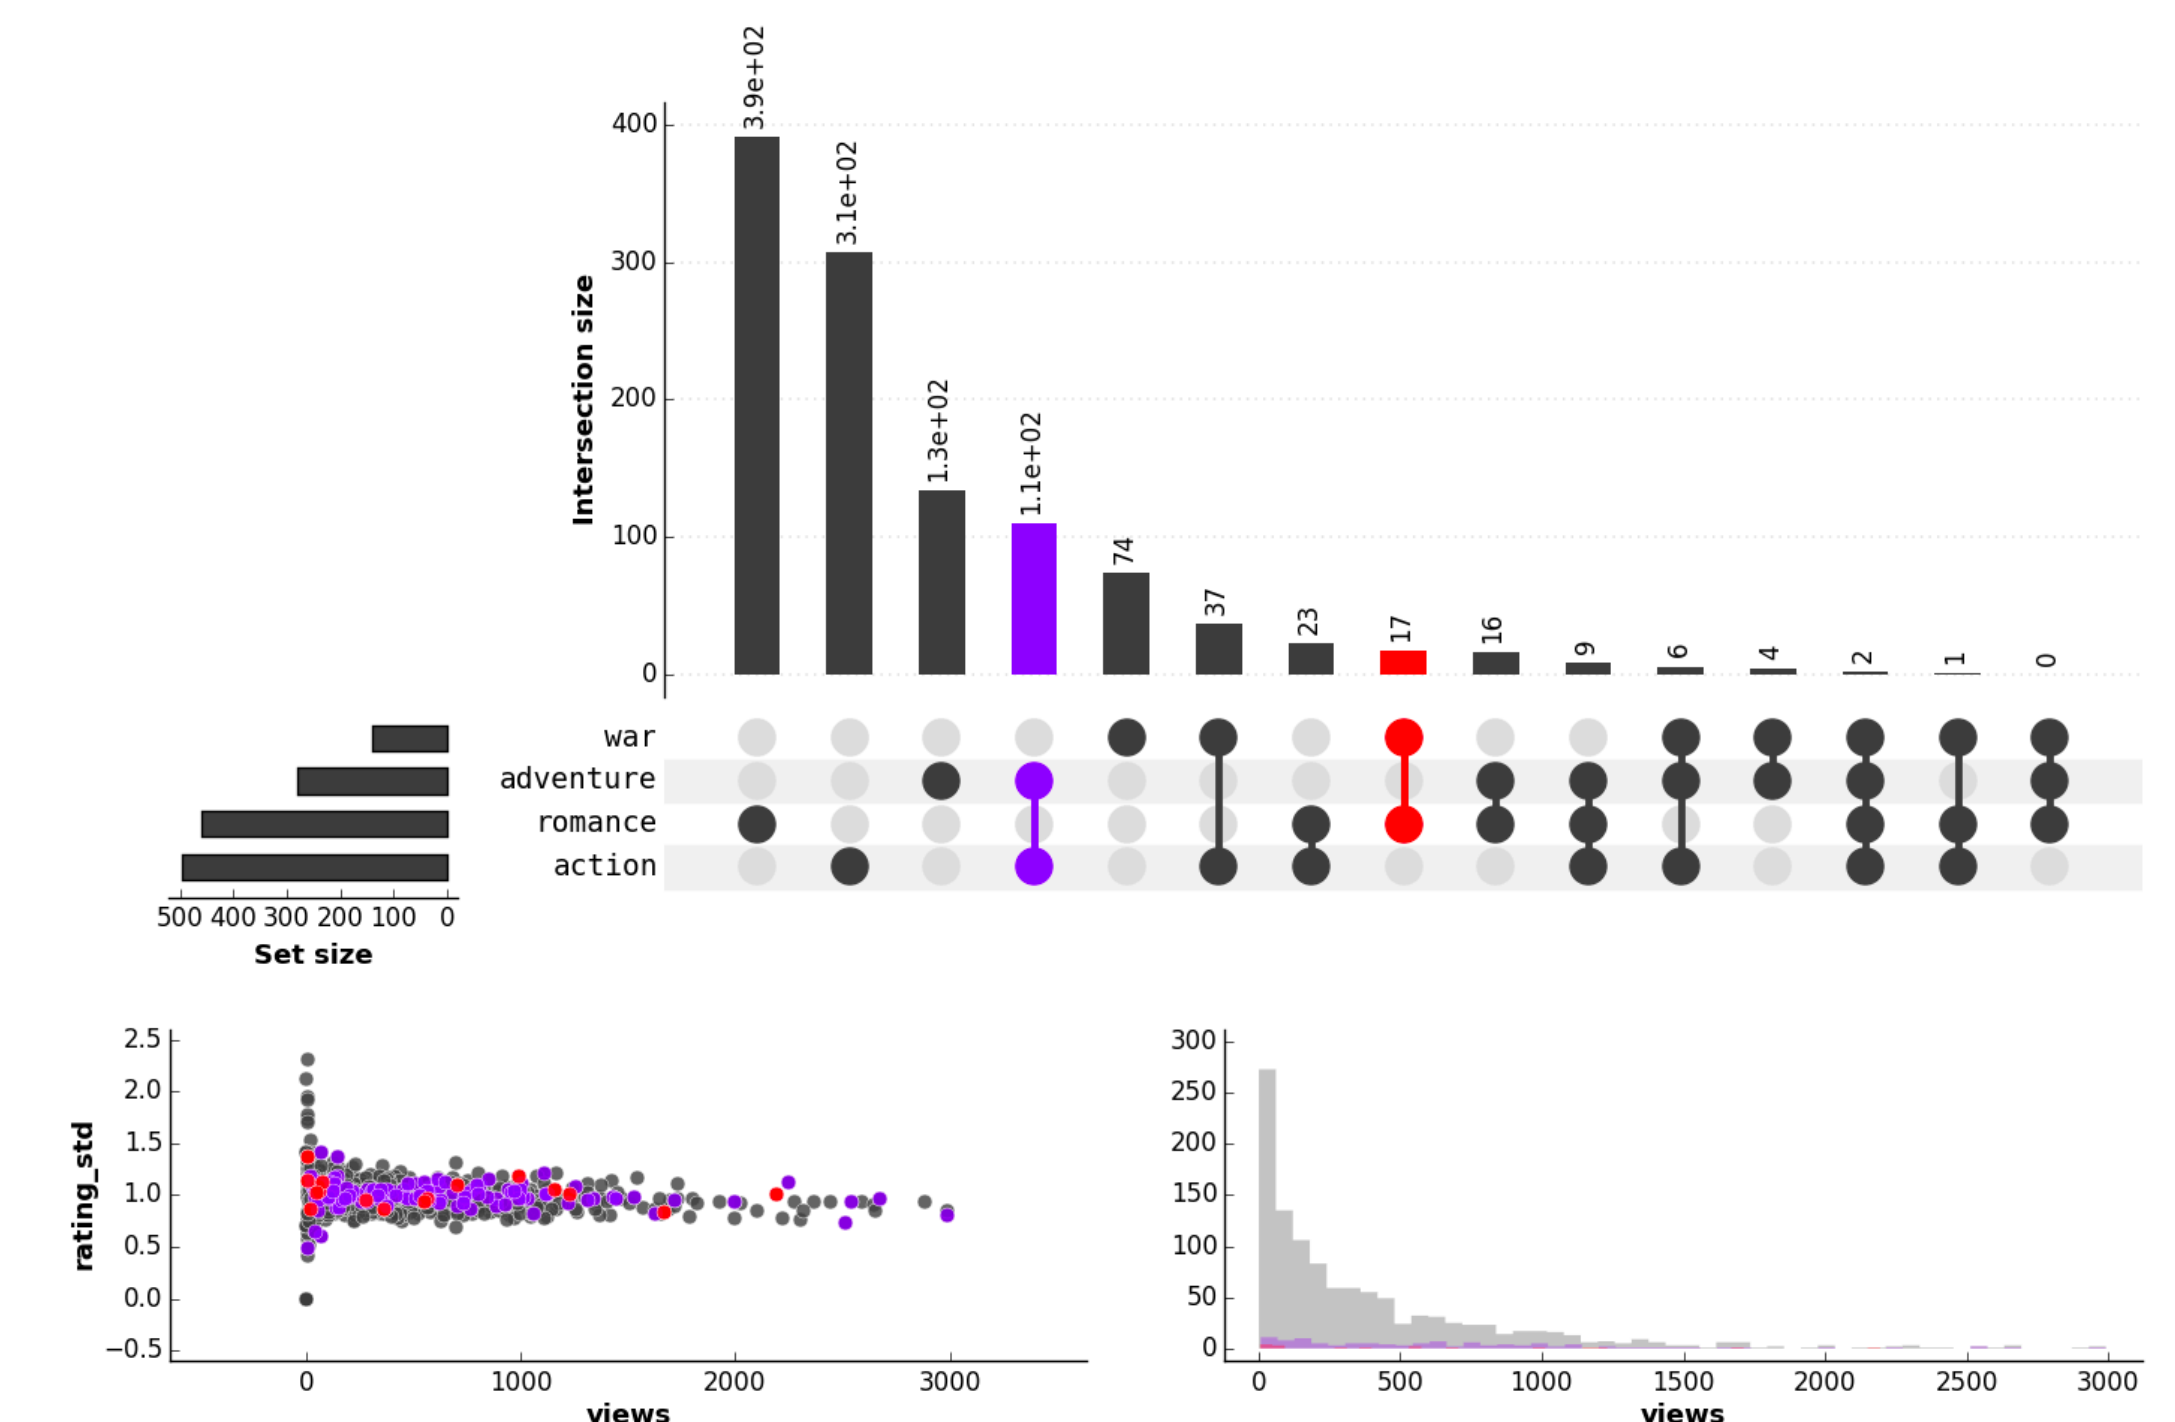 3.9e+02
3.1e+02
1.3e+02
1.1e+02
74
37
23
17
16
9
6
4
2
1
0
Intersection size
400
300
200
100
0
war
adventure
romance
action
500 400 300 200 100 0
Set size
rating_std
2.5
2.0
1.5
1.0
0.5
0.0
−0.5
0 1000 2000 3000
views
300
250
200
150
100
50
0
0 500 1000 1500 2000 2500 3000
views